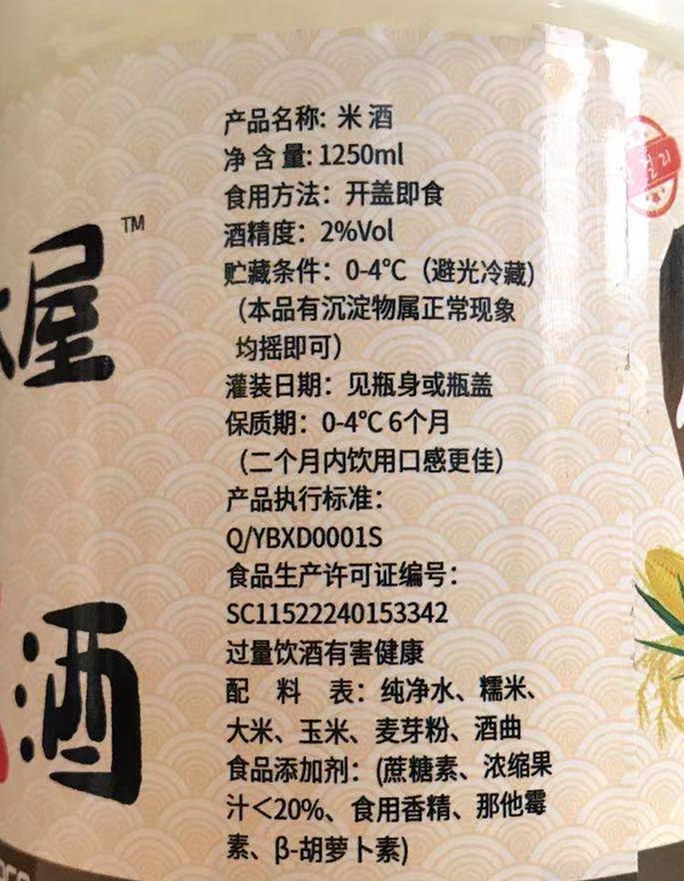 产品名称: 米 酒
净 含 量: 1250ml
食用方法：开盖即食
酒精度：2%Vol
贮藏条件：0-4℃（避光冷藏）
（本品有沉淀物属正常现象
均摇即可）
灌装日期：见瓶身或瓶盖
保质期：0-4℃ 6个月
（二个月内饮用口感更佳）
产品执行标准：
Q/YBXD0001S
食品生产许可证编号：
SC11522240153342
过量饮酒有害健康
配 料 表：纯净水、糯米、
大米、玉米、麦芽粉、酒曲
食品添加剂：(蔗糖素、浓缩果
汁＜20%、食用香精、那他霉
素、β-胡萝卜素)
屋
TM
酒